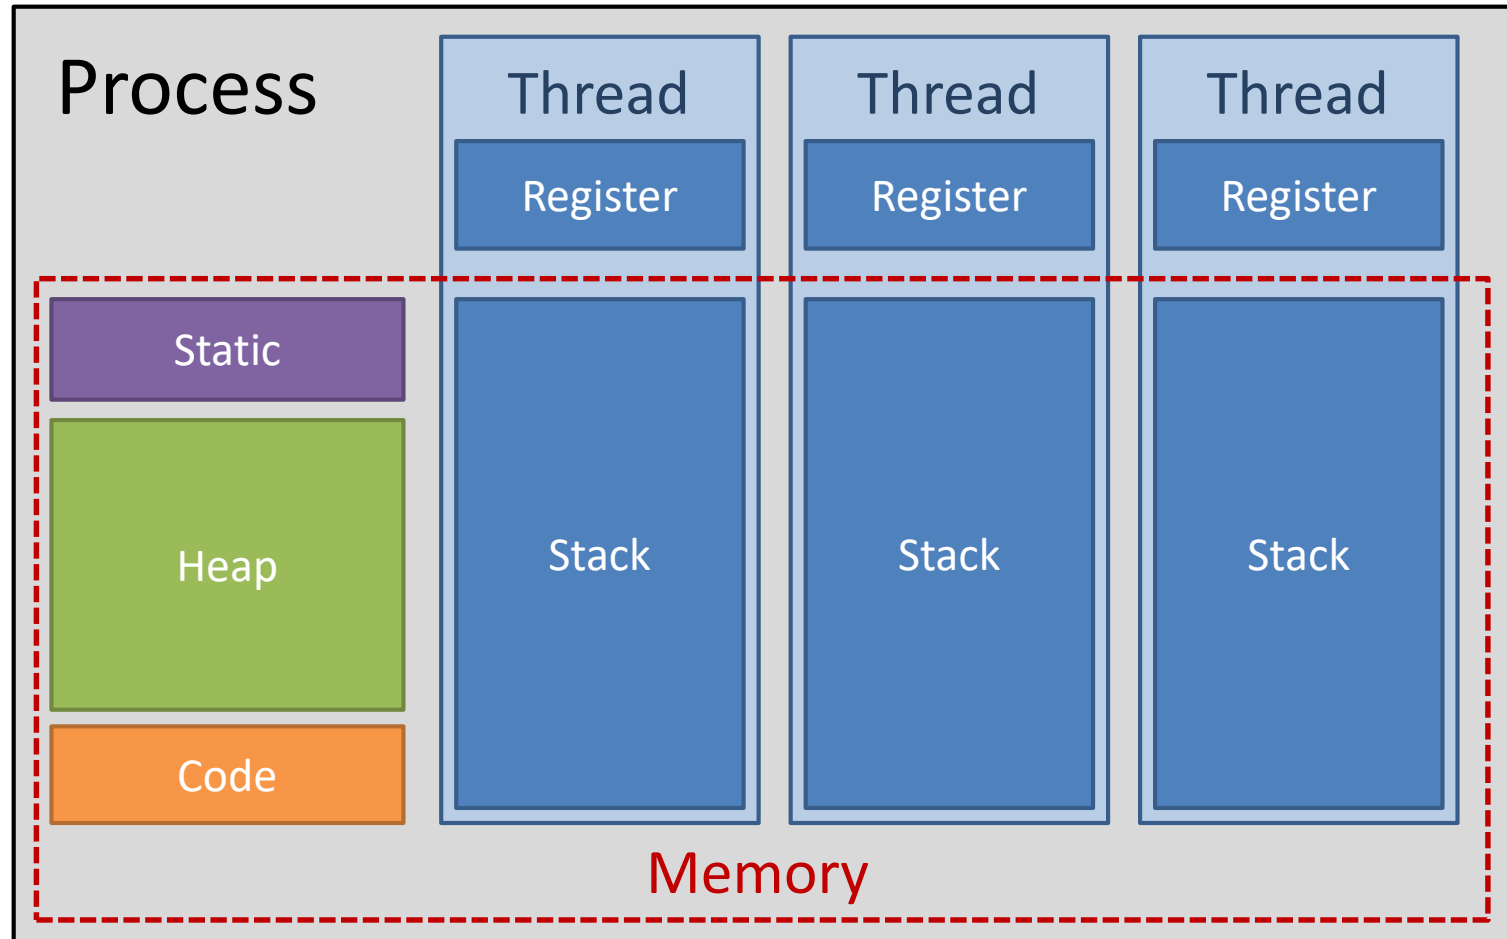 Process
Thread
Thread
Thread
Register
Register
Register
Static
Heap
Code
Stack
Stack
Stack
Memory